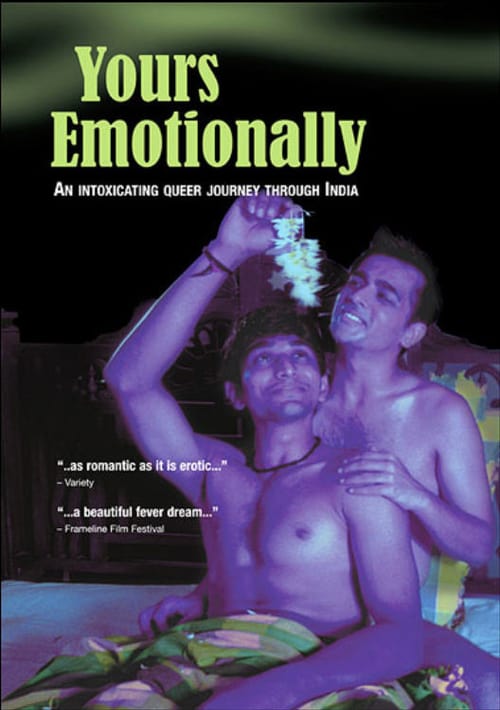 Yours
Emotionally
An intoxicating queer journey through India
“..as romantic as it is erotic...”
– Variety
“...a beautiful fever dream...”
– Frameline Film Festival